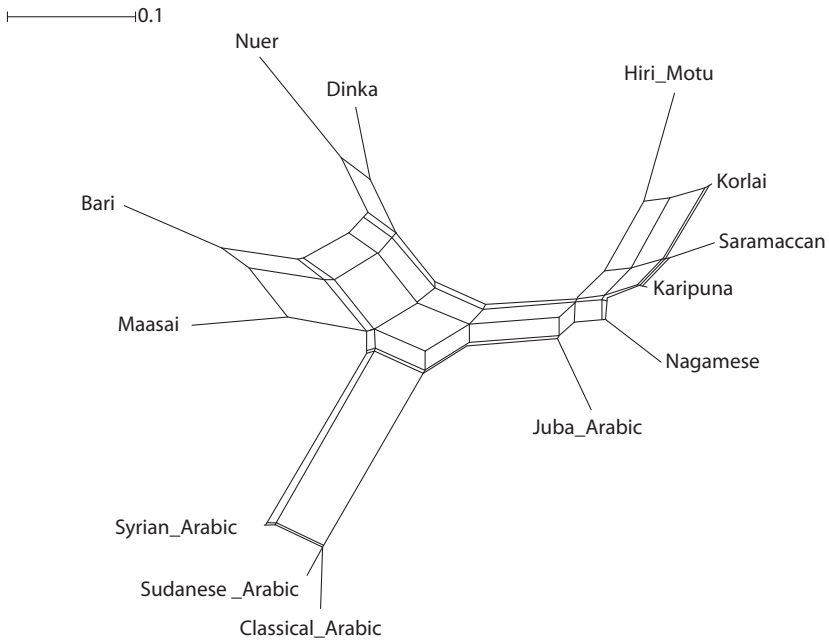 0.1
Nuer
Hiri_Motu
Dinka
Korlai
Bari
Saramaccan
Karipuna
Maasai
Nagamese
Juba_Arabic
Syrian_Arabic
Sudanese _Arabic
Classical_Arabic